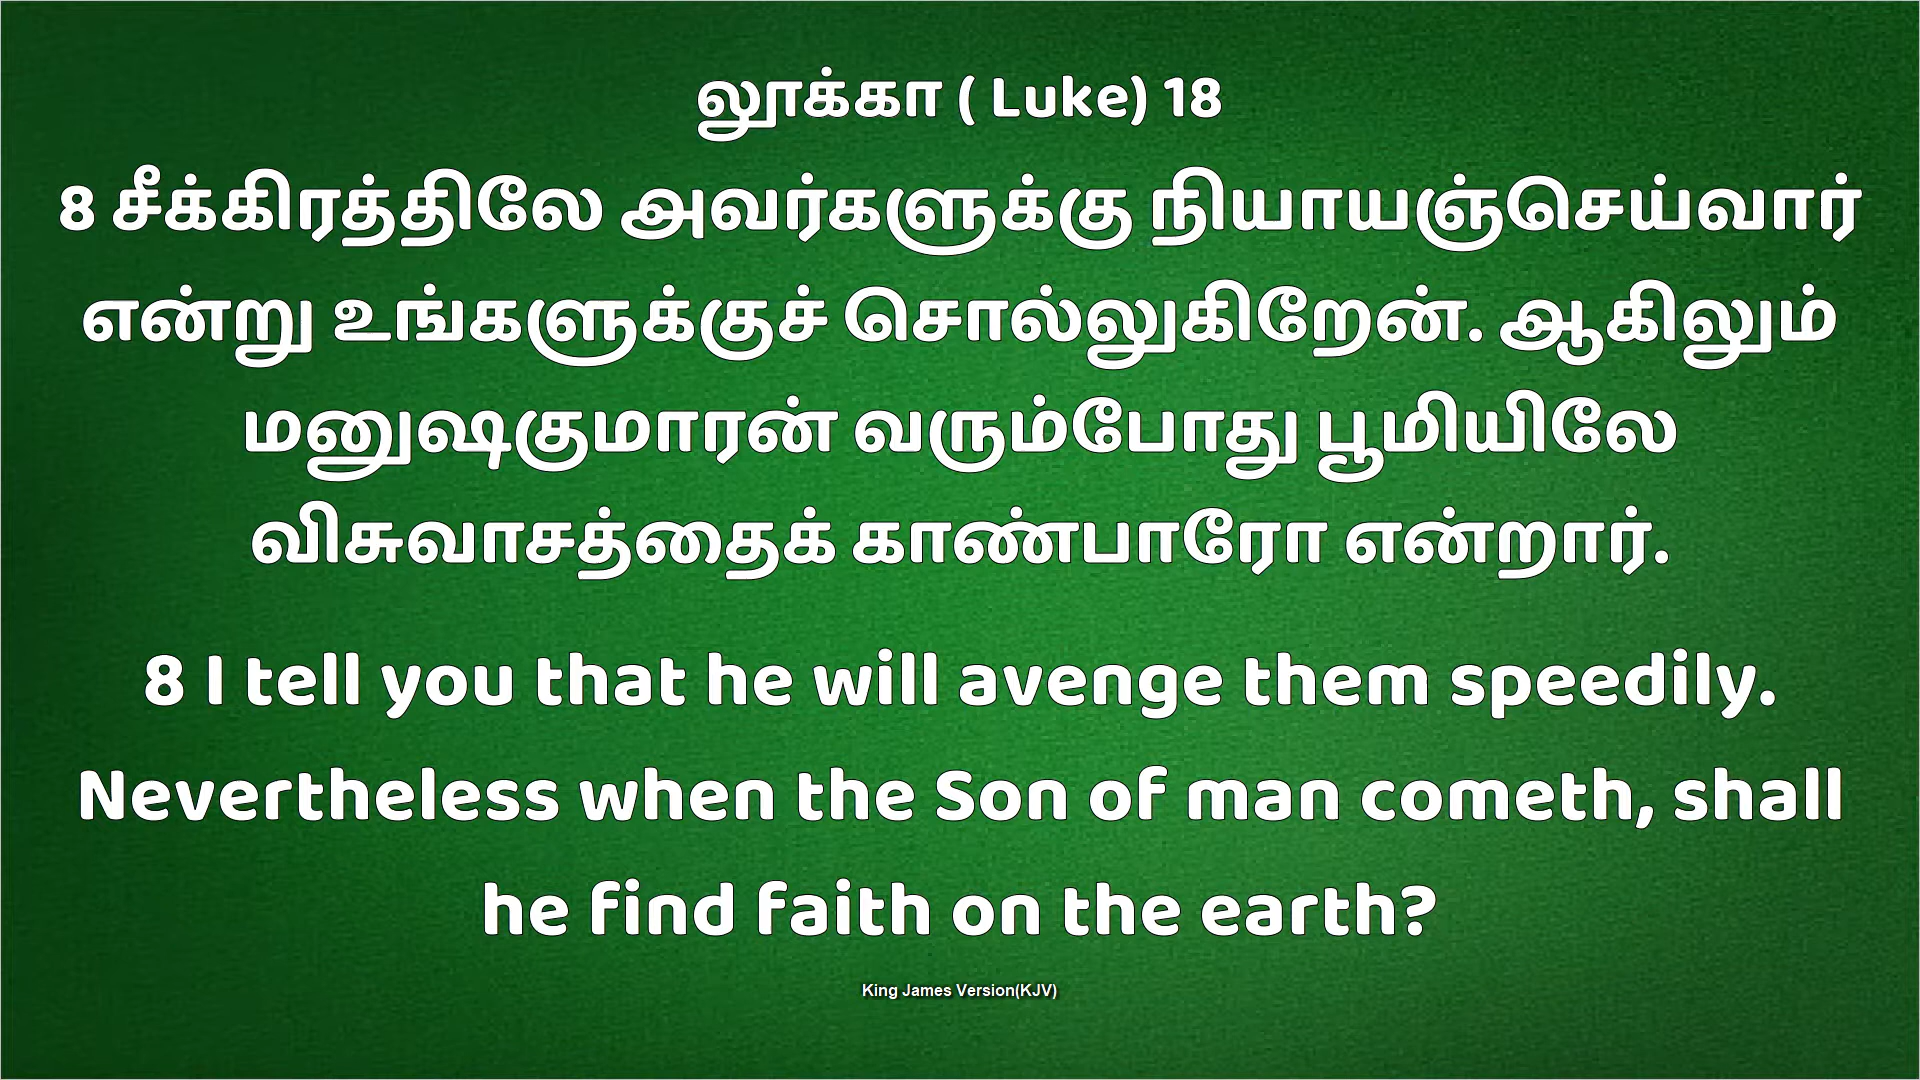 லூக்கா ( Luke) 18
8 சீக்கிரத்திலே அவர்களுக்கு நியாயஞ்செய்வார்
என்று உங்களுக்குச் சொல்லுகிறேன். ஆகிலும்
மனுஷகுமாரன் வரும்போது பூமியிலே
விசுவாசத்தைக் காண்பாரோ என்றார்.
8 I tell you that he will avenge them speedily.
Nevertheless when the Son of man cometh, shall
he find faith on the earth?
King James Version(KJV)